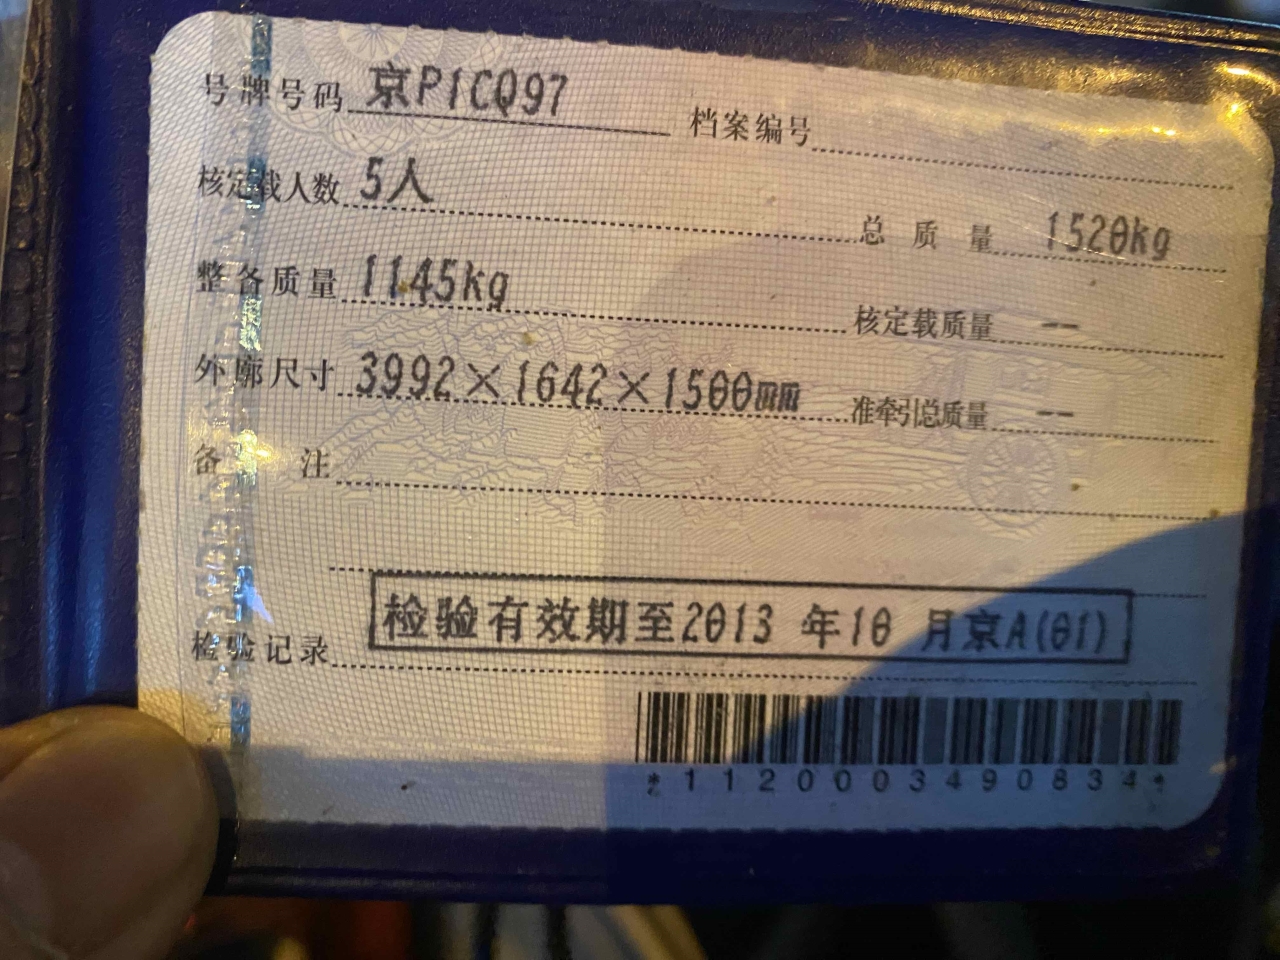 号牌号码 京P1CQ97 档案编号
核定载人数 5人 总质量 1520kg
整备质量 1145kg 核定载质量 --
外廓尺寸 3992×1642×1500mm 准牵引总质量 --
备注
检验记录 检验有效期至2013 年10 月京A(01)
*1120003490834*